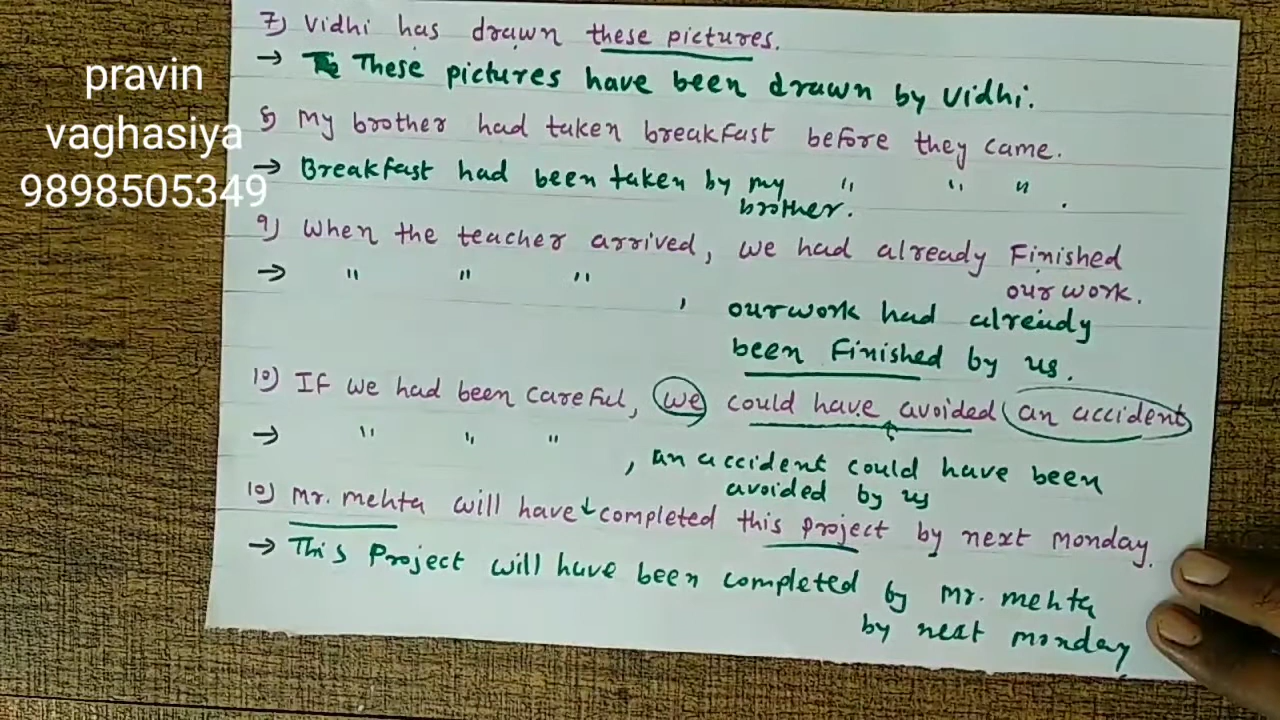 pravin
vaghasiya
9898505349
7) Vidhi has drawn these pictures.
→ These pictures have been drawn by Vidhi.
8) My brother had taken breakfast before they came.
→ Breakfast had been taken by my " " "
brother. .
9) When the teacher arrived, we had already Finished
our work.
→ " " " , our work had already
been Finished by us.
10) If we had been careful, we could have avoided an accident
→ " " "
, an accident could have been
avoided by us
10) Mr. mehta will have completed this project by next monday.
→ This Project will have been completed by Mr. mehta
by next monday